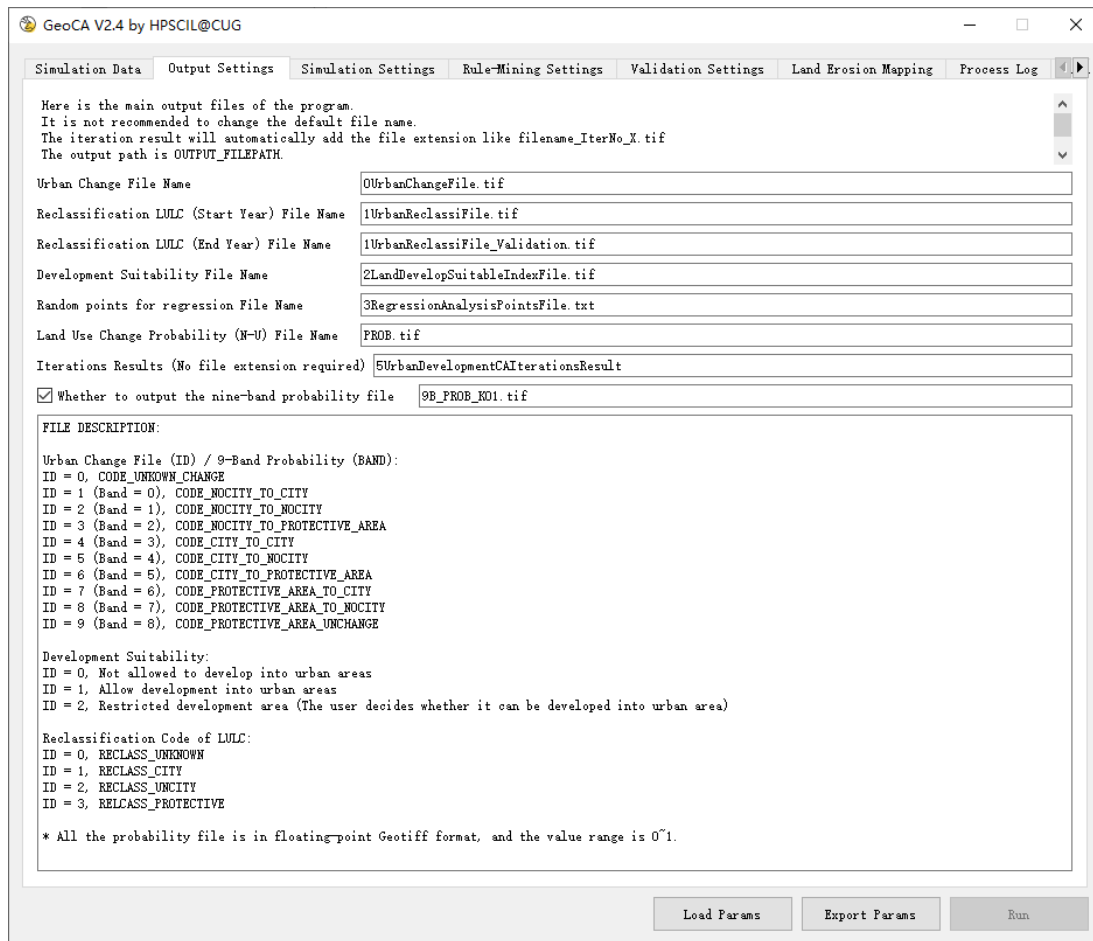 GeoCA V2.4 by HPSCIL@CUG
Simulation Data Output Settings Simulation Settings Rule-Mining Settings Validation Settings Land Erosion Mapping Process Log
Here is the main output files of the program.
It is not recommended to change the default file name.
The iteration result will automatically add the file extension like filename_IterNo_X.tif
The output path is OUTPUT_FILEPATH.
Urban Change File Name 0UrbanChangeFile.tif
Reclassification LULC (Start Year) File Name 1UrbanReclassiFile.tif
Reclassification LULC (End Year) File Name 1UrbanReclassiFile_Validation.tif
Development Suitability File Name 2LandDevelopSuitableIndexFile.tif
Random points for regression File Name 3RegressionAnalysisPointsFile.txt
Land Use Change Probability (N-U) File Name PROB.tif
Iterations Results (No file extension required) 5UrbanDevelopmentCAIterationsResult
Whether to output the nine-band probability file 9B_PROB_K01.tif
FILE DESCRIPTION:
Urban Change File (ID) / 9-Band Probability (BAND):
ID = 0, CODE_UNKOWN_CHANGE
ID = 1 (Band = 0), CODE_NOCITY_TO_CITY
ID = 2 (Band = 1), CODE_NOCITY_TO_NOCITY
ID = 3 (Band = 2), CODE_NOCITY_TO_PROTECTIVE_AREA
ID = 4 (Band = 3), CODE_CITY_TO_CITY
ID = 5 (Band = 4), CODE_CITY_TO_NOCITY
ID = 6 (Band = 5), CODE_CITY_TO_PROTECTIVE_AREA
ID = 7 (Band = 6), CODE_PROTECTIVE_AREA_TO_CITY
ID = 8 (Band = 7), CODE_PROTECTIVE_AREA_TO_NOCITY
ID = 9 (Band = 8), CODE_PROTECTIVE_AREA_UNCHANGE
Development Suitability:
ID = 0, Not allowed to develop into urban areas
ID = 1, Allow development into urban areas
ID = 2, Restricted development area (The user decides whether it can be developed into urban area)
Reclassification Code of LULC:
ID = 0, RECLASS_UNKNOWN
ID = 1, RECLASS_CITY
ID = 2, RECLASS_UNCITY
ID = 3, RELCASS_PROTECTIVE
* All the probability file is in floating-point Geotiff format, and the value range is 0~1.
Load Params Export Params Run